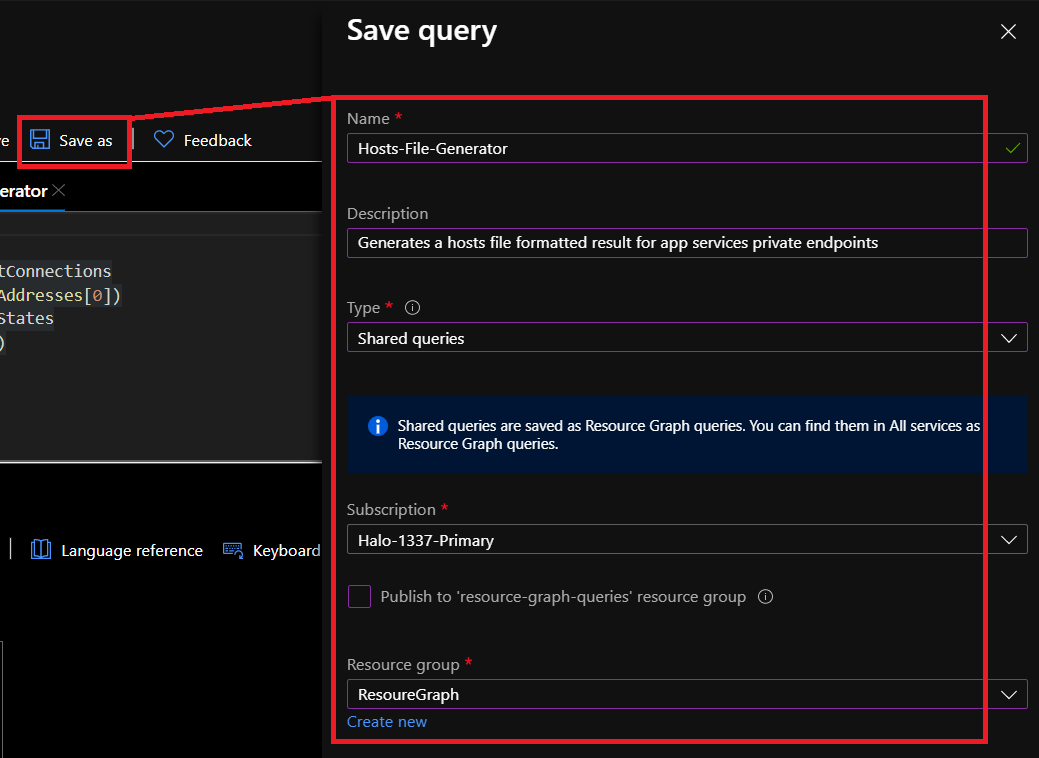 Save query
Save as
Feedback
Name *
Hosts-File-Generator
erator
Description
Generates a hosts file formatted result for app services private endpoints
tConnections
Addresses[0])
States
)
Type *
Shared queries
Shared queries are saved as Resource Graph queries. You can find them in All services as
Resource Graph queries.
Subscription *
Halo-1337-Primary
Language reference
Keyboard
Publish to 'resource-graph-queries' resource group
Resource group *
ResoureGraph
Create new